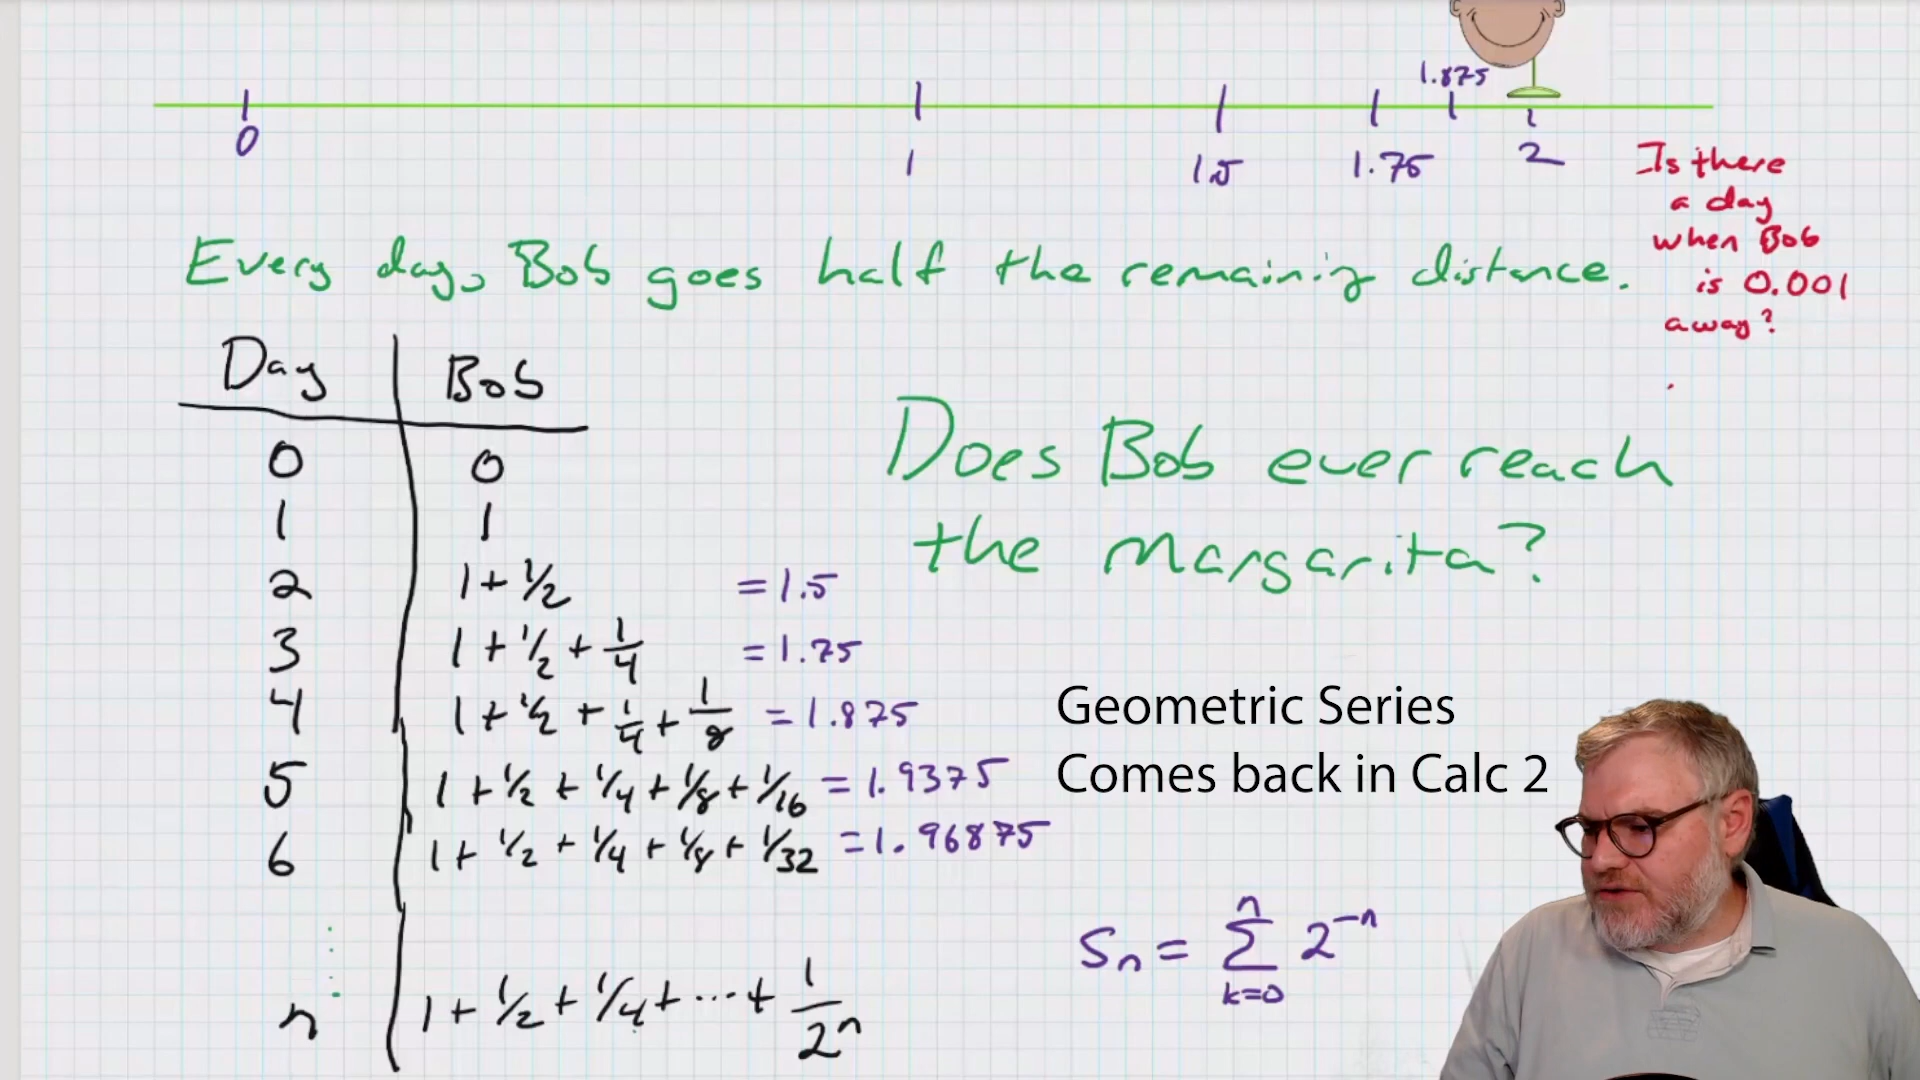 1.875
0
1
1.5
1.75
2
Is there
a day
when Bob
is 0.001
away?
Every day, Bob goes half the remaining distance.
Day Bob
0 0
1 1
2 1 + 1/2 = 1.5
3 1 + 1/2 + 1/4 = 1.75
4 1 + 1/2 + 1/4 + 1/8 = 1.875
5 1 + 1/2 + 1/4 + 1/8 + 1/16 = 1.9375
6 1 + 1/2 + 1/4 + 1/8 + 1/32 = 1.96875
n 1 + 1/2 + 1/4 + ... + 1/2^n
Does Bob ever reach
the Margarita?
Geometric Series
Comes back in Calc 2
n
Sn = Σ 2^-n
k=0